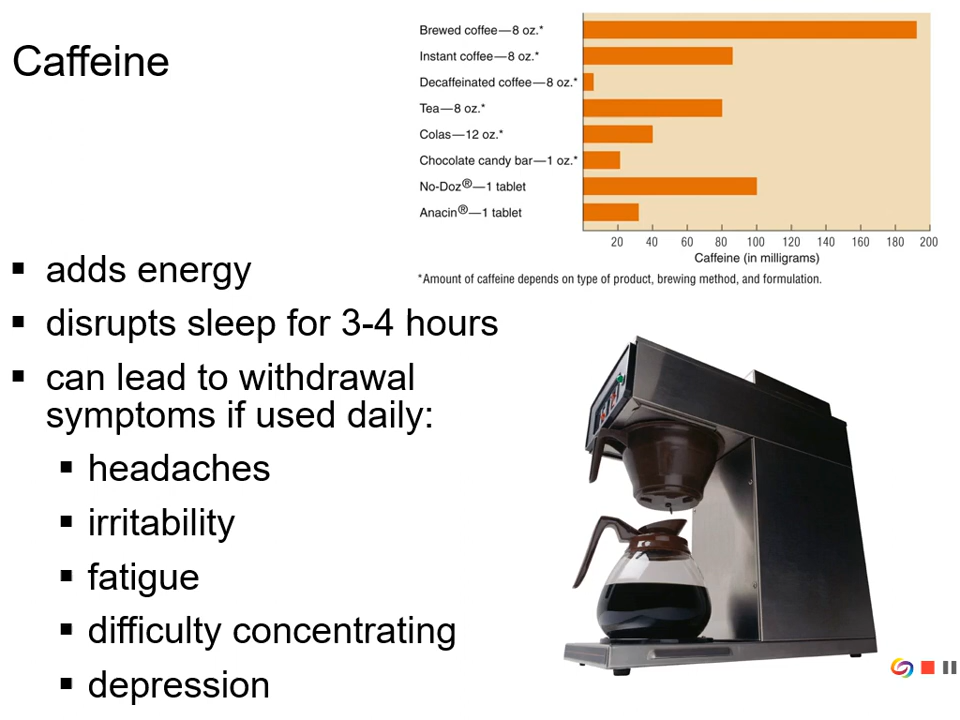 Caffeine
Brewed coffee—8 oz.*
Instant coffee—8 oz.*
Decaffeinated coffee—8 oz.*
Tea—8 oz.*
Colas—12 oz.*
Chocolate candy bar—1 oz.*
No-Doz®—1 tablet
Anacin®—1 tablet
20 40 60 80 100 120 140 160 180 192 200
Caffeine (in milligrams)
*Amount of caffeine depends on type of product, brewing method, and formulation.
▪ adds energy
▪ disrupts sleep for 3-4 hours
▪ can lead to withdrawal
symptoms if used daily:
▪ headaches
▪ irritability
▪ fatigue
▪ difficulty concentrating
▪ depression